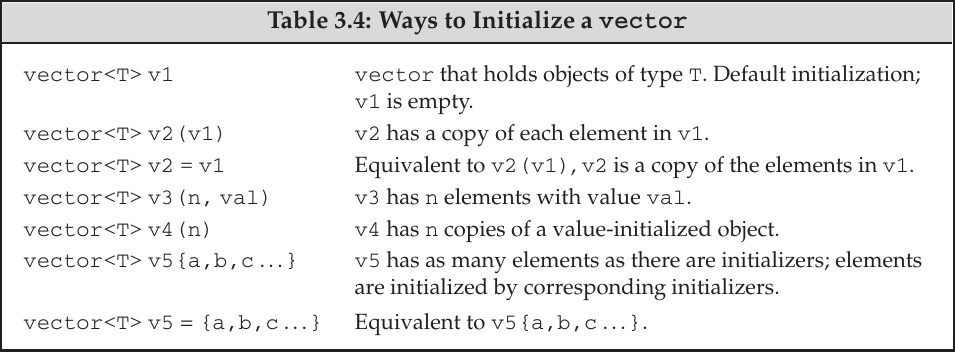 Table 3.4: Ways to Initialize a vector
vector<T> v1 vector that holds objects of type T. Default initialization;
v1 is empty.
vector<T> v2(v1) v2 has a copy of each element in v1.
vector<T> v2 = v1 Equivalent to v2(v1), v2 is a copy of the elements in v1.
vector<T> v3(n, val) v3 has n elements with value val.
vector<T> v4(n) v4 has n copies of a value-initialized object.
vector<T> v5{a,b,c...} v5 has as many elements as there are initializers; elements
are initialized by corresponding initializers.
vector<T> v5 = {a,b,c...} Equivalent to v5{a,b,c...}.